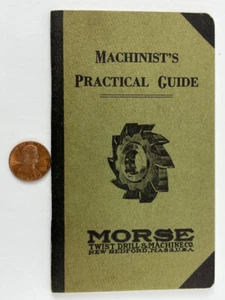 MACHINIST'S
PRACTICAL GUIDE
MORSE
TWIST DRILL & MACHINE CO.
NEW BEDFORD, MASS., U.S.A.